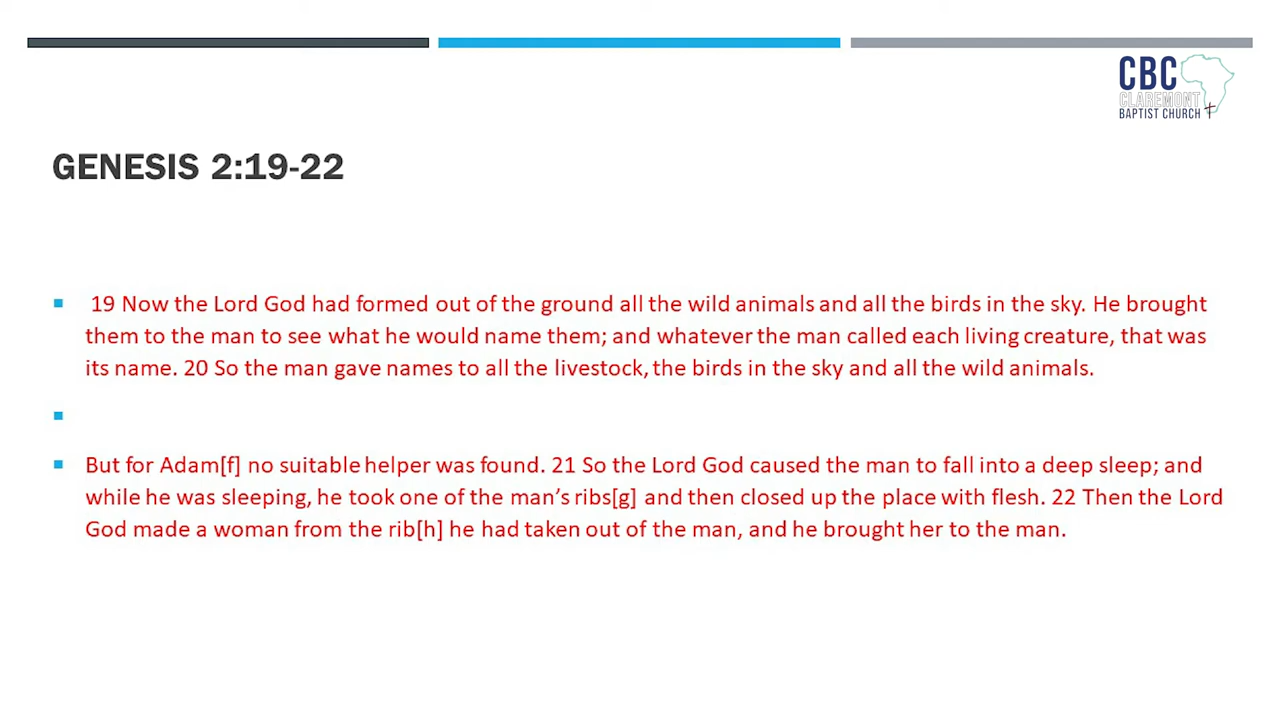 CBC
CLAREMONT
BAPTIST CHURCH
GENESIS 2:19-22
19 Now the Lord God had formed out of the ground all the wild animals and all the birds in the sky. He brought
them to the man to see what he would name them; and whatever the man called each living creature, that was
its name. 20 So the man gave names to all the livestock, the birds in the sky and all the wild animals.
But for Adam[f] no suitable helper was found. 21 So the Lord God caused the man to fall into a deep sleep; and
while he was sleeping, he took one of the man’s ribs[g] and then closed up the place with flesh. 22 Then the Lord
God made a woman from the rib[h] he had taken out of the man, and he brought her to the man.